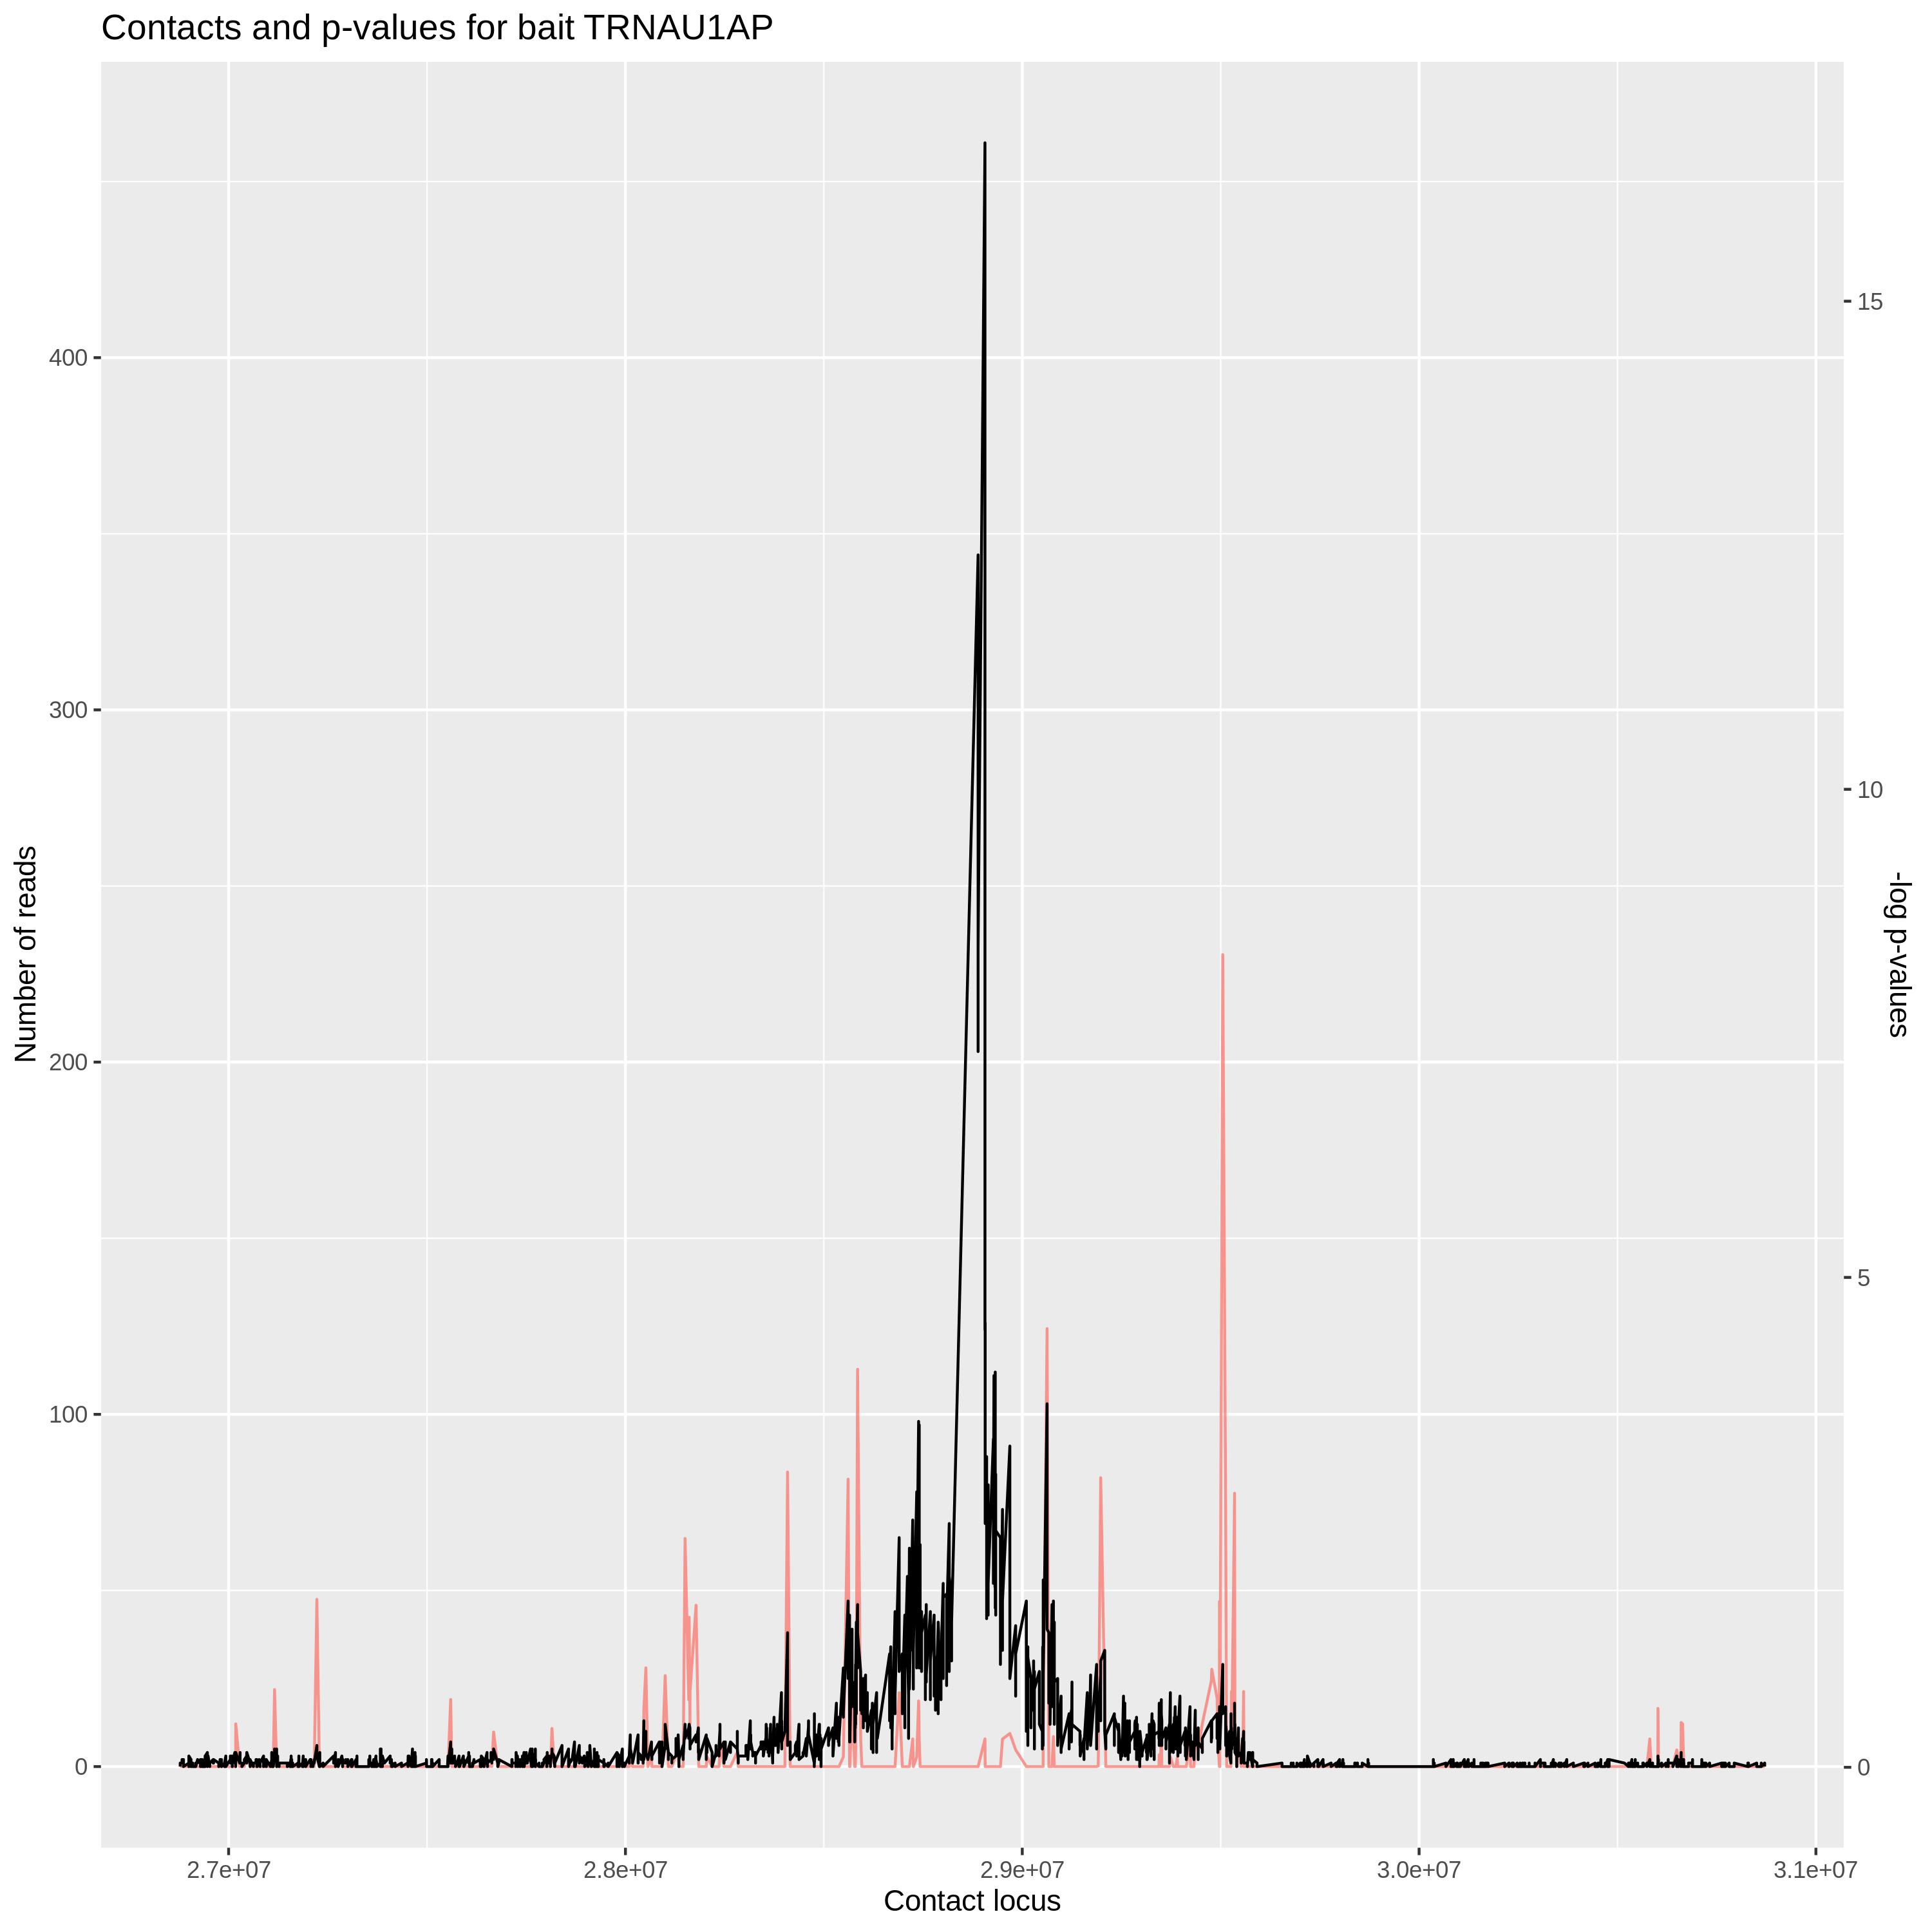 Contacts and p-values for bait TRNAU1AP
400
300
200
100
0
15
10
5
0
Number of reads
-log p-values
2.7e+07
2.8e+07
2.9e+07
3.0e+07
3.1e+07
Contact locus